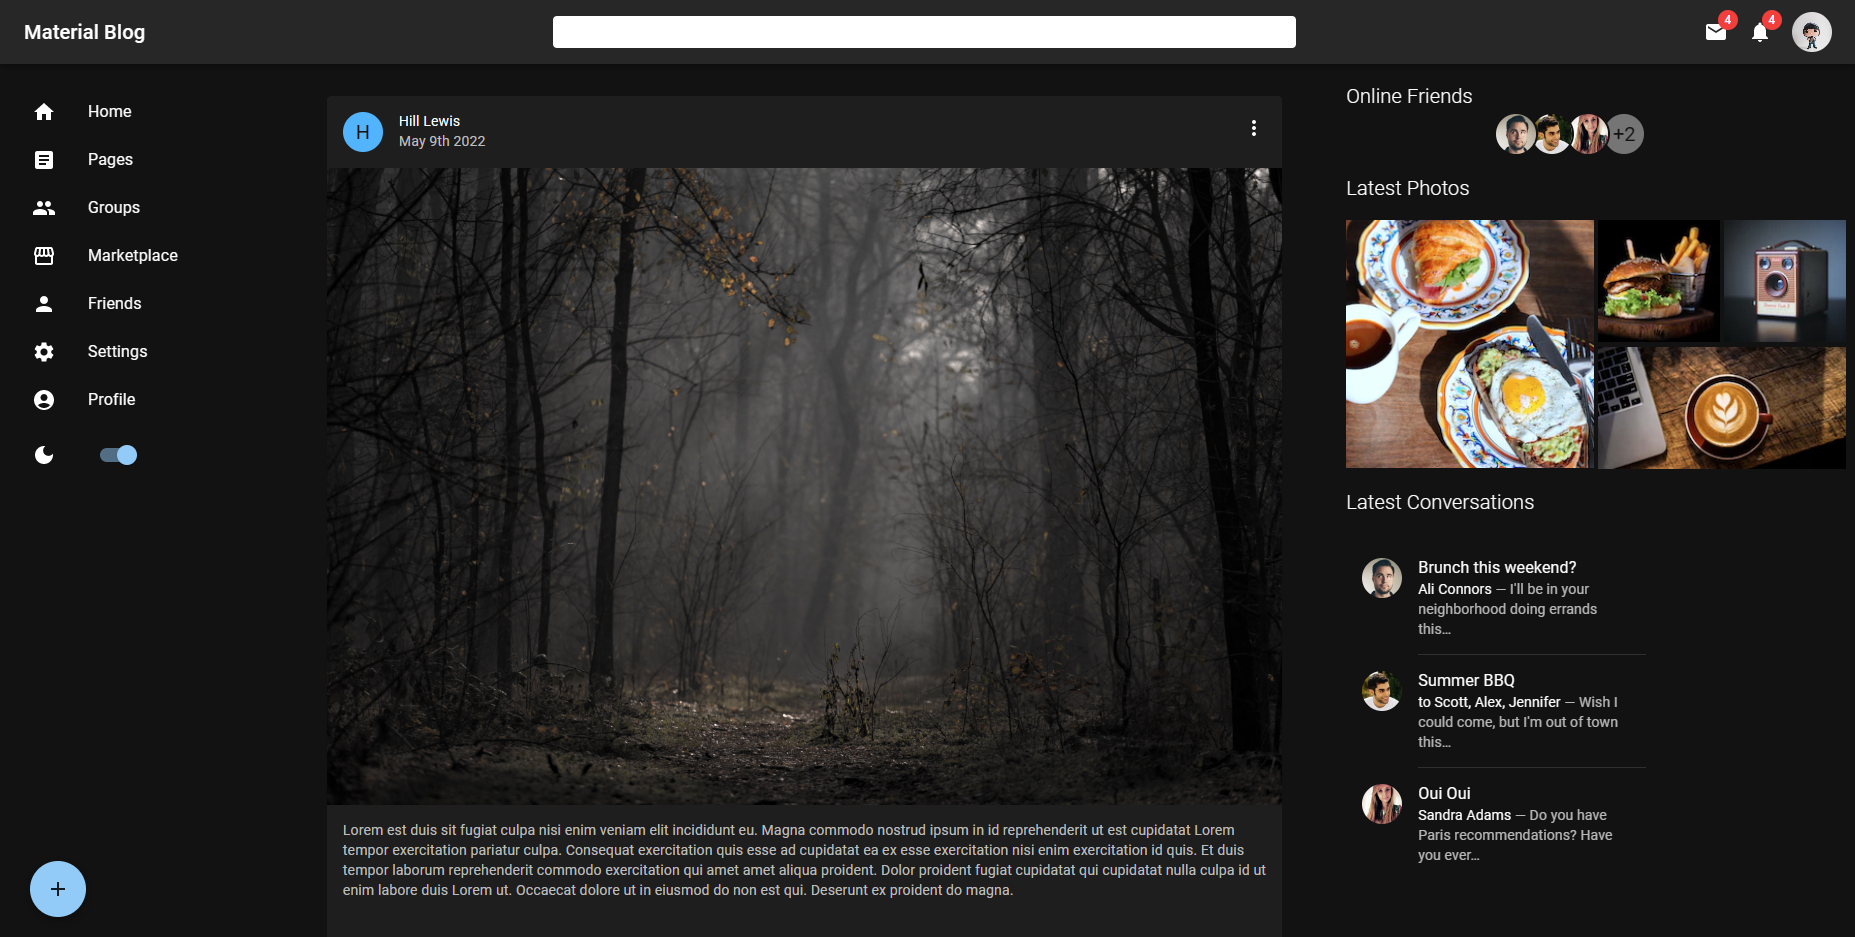 Material Blog
4
4
Home
Pages
Groups
Marketplace
Friends
Settings
Profile
H
Hill Lewis
May 9th 2022
Lorem est duis sit fugiat culpa nisi enim veniam elit incididunt eu. Magna commodo nostrud ipsum in id reprehenderit ut est cupidatat Lorem
tempor exercitation pariatur culpa. Consequat exercitation quis esse ad cupidatat ea ex esse exercitation nisi enim exercitation id quis. Et duis
tempor laborum reprehenderit commodo exercitation qui amet amet aliqua proident. Dolor proident fugiat cupidatat qui cupidatat nulla culpa id ut
enim labore duis Lorem ut. Occaecat dolore ut in eiusmod do non est qui. Deserunt ex proident do magna.
Online Friends
+2
Latest Photos
Latest Conversations
Brunch this weekend?
Ali Connors — I'll be in your
neighborhood doing errands
this…
Summer BBQ
to Scott, Alex, Jennifer — Wish I
could come, but I'm out of town
this…
Oui Oui
Sandra Adams — Do you have
Paris recommendations? Have
you ever…